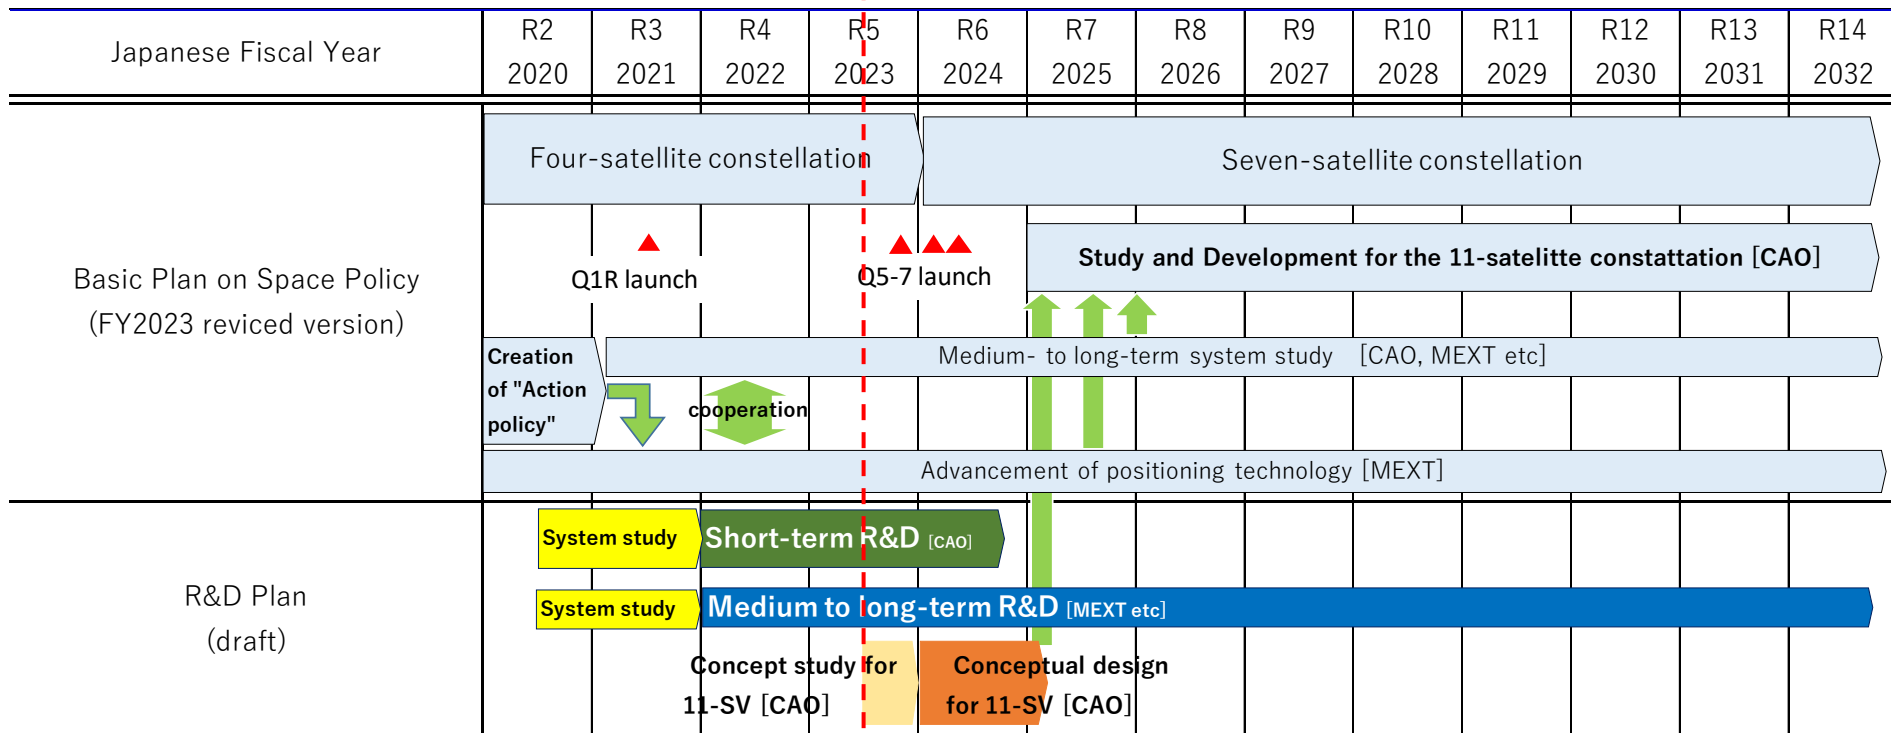 Japanese Fiscal Year
R2 R3 R4 R5 R6 R7 R8 R9 R10 R11 R12 R13 R14
2020 2021 2022 2023 2024 2025 2026 2027 2028 2029 2030 2031 2032
Four-satellite constellation
Seven-satellite constellation
Basic Plan on Space Policy
(FY2023 reviced version)
Q1R launch
Q5-7 launch
Study and Development for the 11-satelitte constattation [CAO]
Creation
of "Action
policy"
Medium- to long-term system study [CAO, MEXT etc]
cooperation
Advancement of positioning technology [MEXT]
R&D Plan
(draft)
System study
Short-term R&D [CAO]
System study
Medium to long-term R&D [MEXT etc]
Concept study for
11-SV [CAO]
Conceptual design
for 11-SV [CAO]